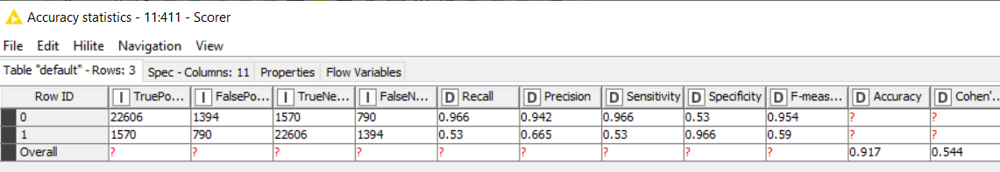 Accuracy statistics - 11:411 - Scorer
File Edit Hilite Navigation View
Table "default" - Rows: 3 Spec - Columns: 11 Properties Flow Variables
Row ID I TruePo... I FalsePo... I TrueNe... I FalseN... D Recall D Precision D Sensitivity D Specificity D F-meas... D Accuracy D Cohen'...
0 22606 1394 1570 790 0.966 0.942 0.966 0.53 0.954 ? ?
1 1570 790 22606 1394 0.53 0.665 0.53 0.966 0.59 ? ?
Overall ? ? ? ? ? ? ? ? ? 0.917 0.544